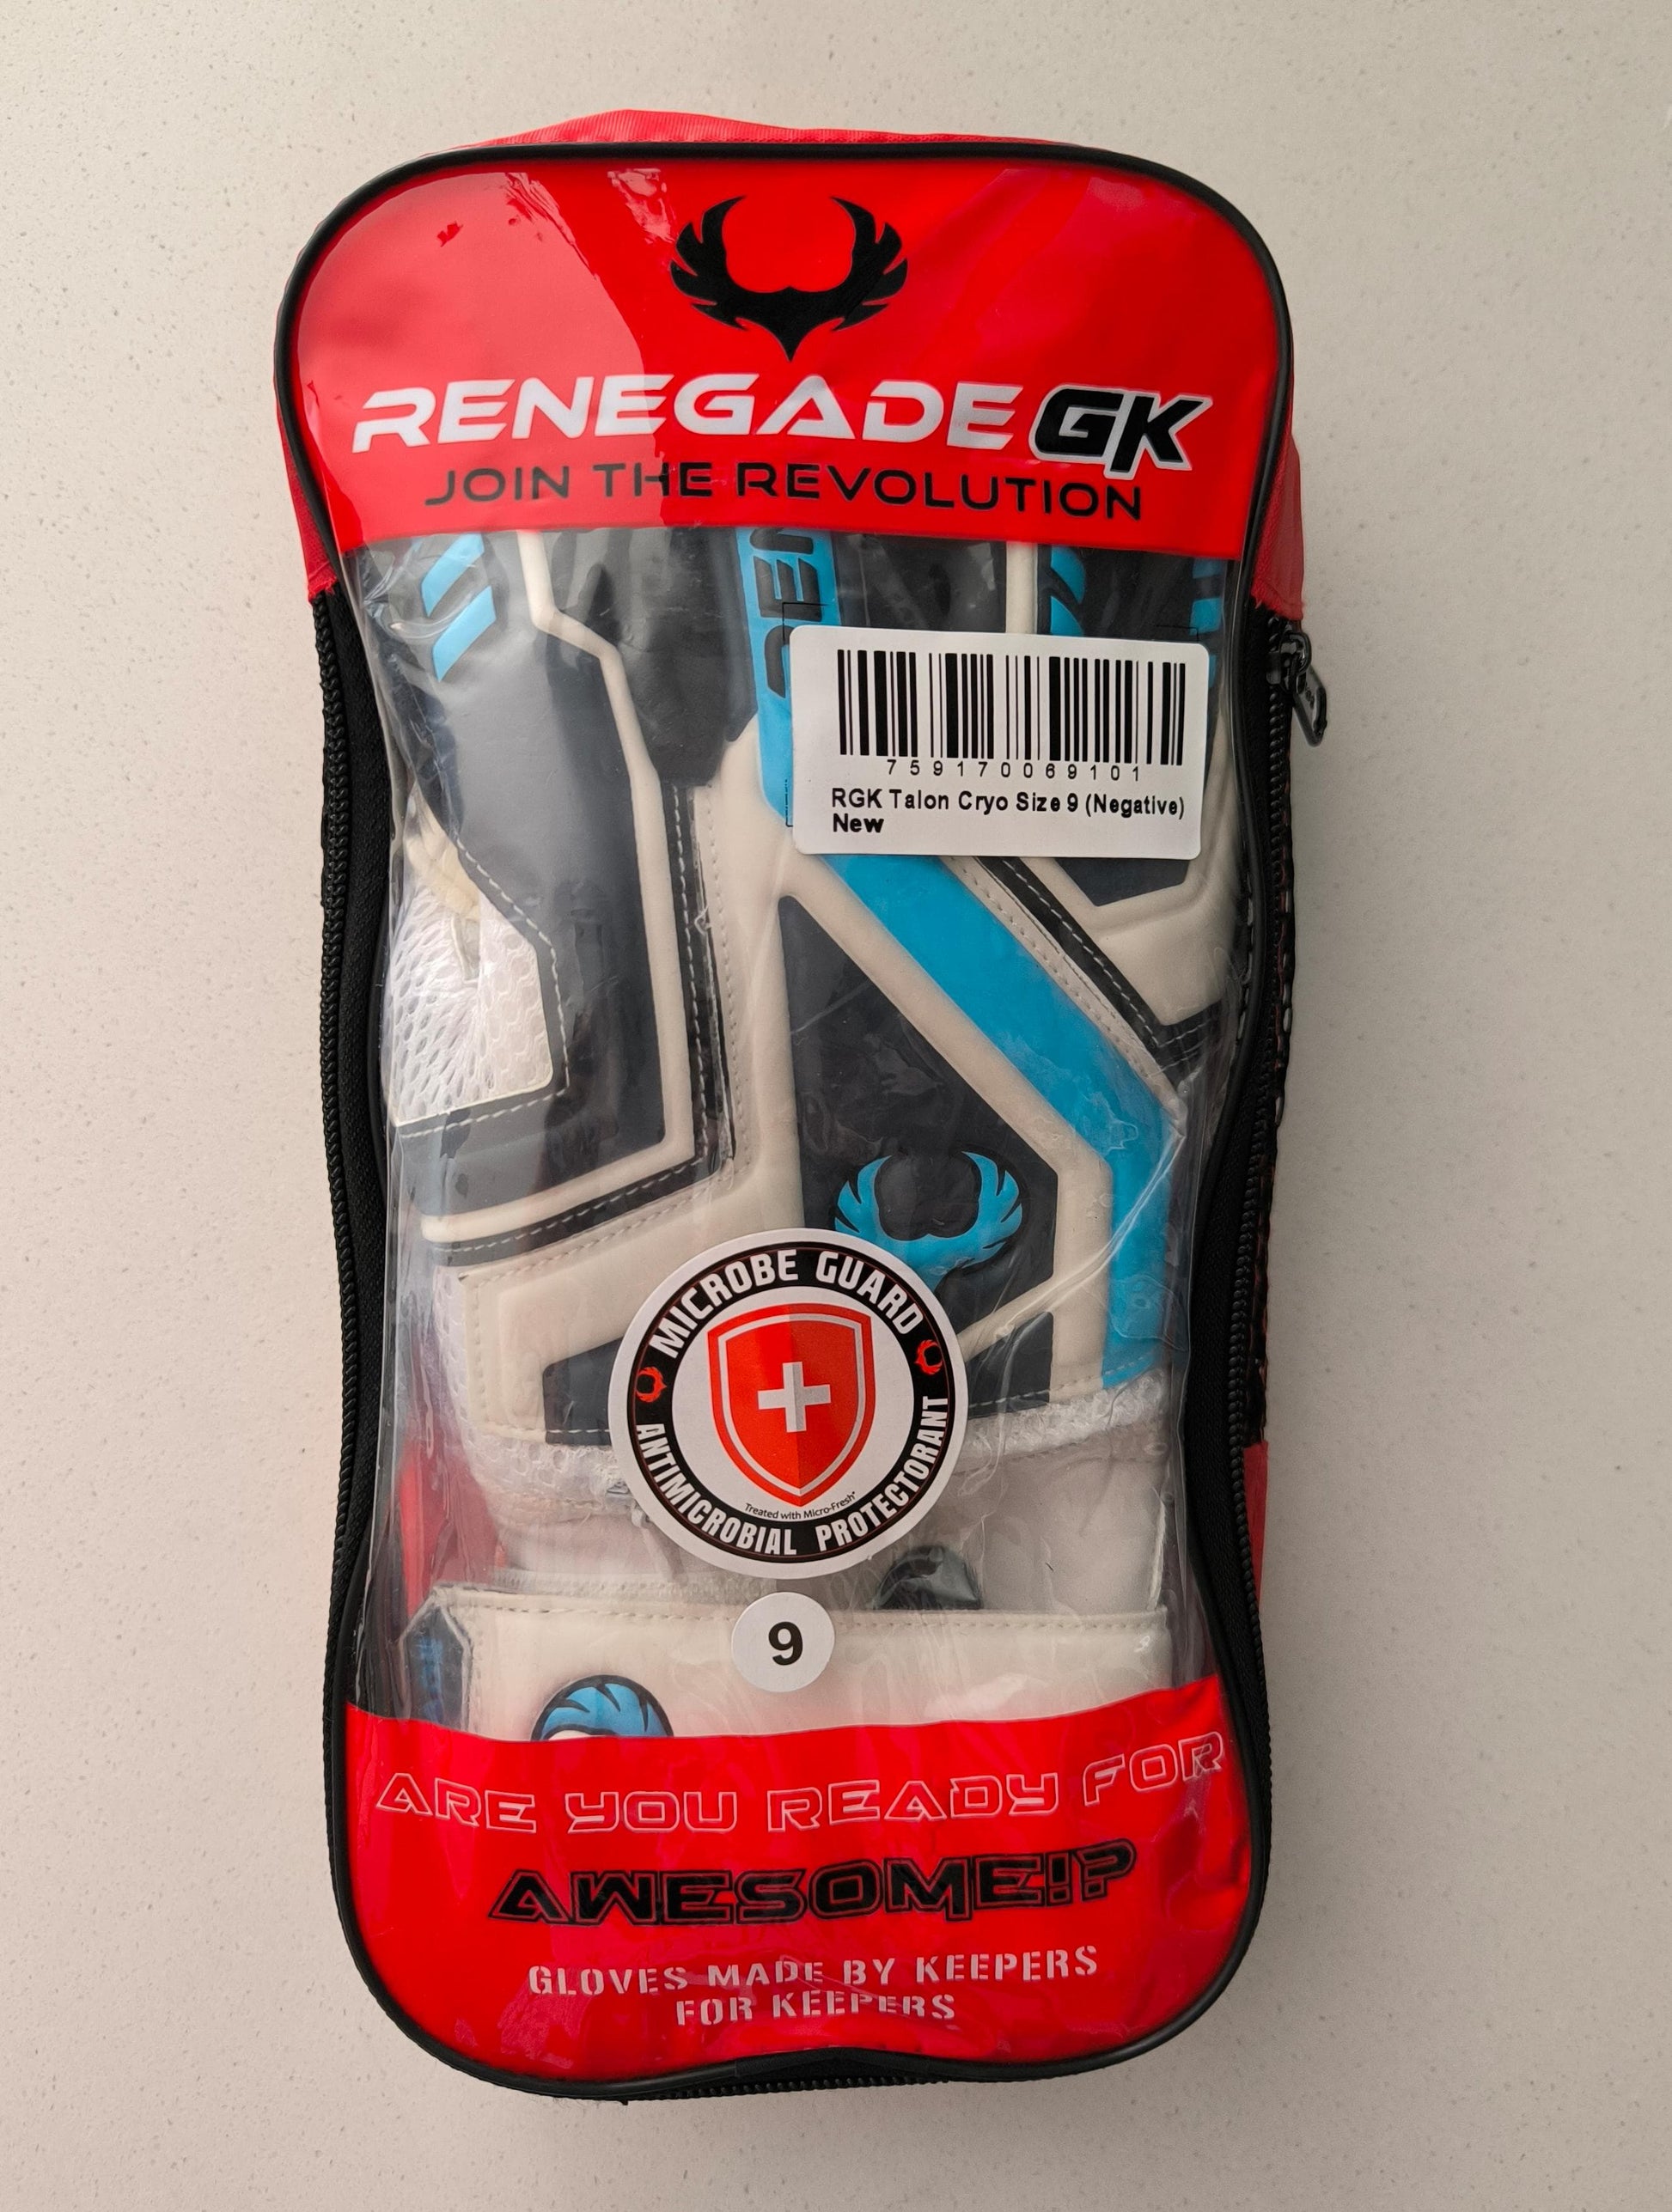 RENEGADE GK
JOIN THE REVOLUTION
759170069101
RGK Talon Cryo Size 9 (Negative)
New
MICROBE GUARD
Treated with Micro-Fresh®
ANTIMICROBIAL PROTECTORANT
9
ARE YOU READY FOR
AWESOME!?
GLOVES MADE BY KEEPERS
FOR KEEPERS